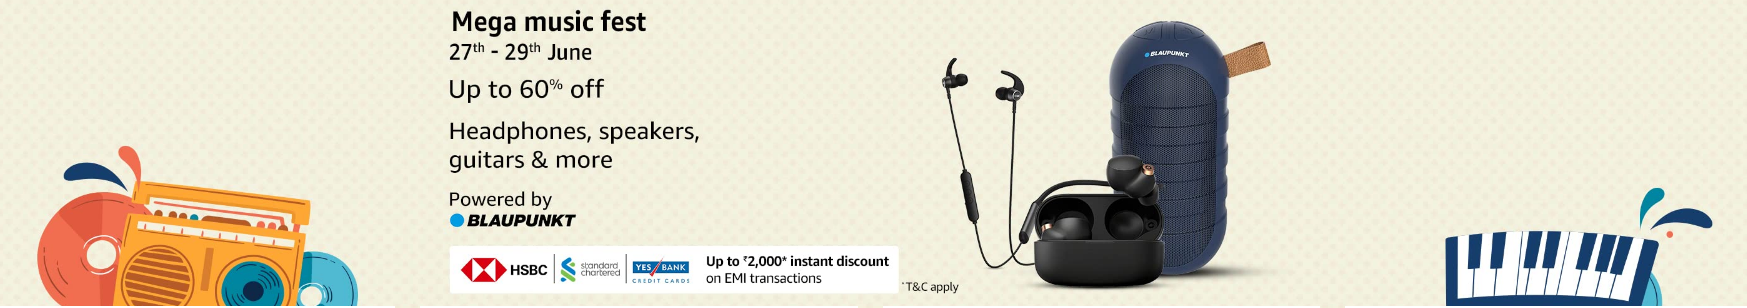 Mega music fest
27th - 29th June
Up to 60% off
Headphones, speakers,
guitars & more
Powered by
BLAUPUNKT
HSBC
standard
chartered
YES BANK
CREDIT CARDS
Up to ₹2,000* instant discount
on EMI transactions
*T&C apply
BLAUPUNKT